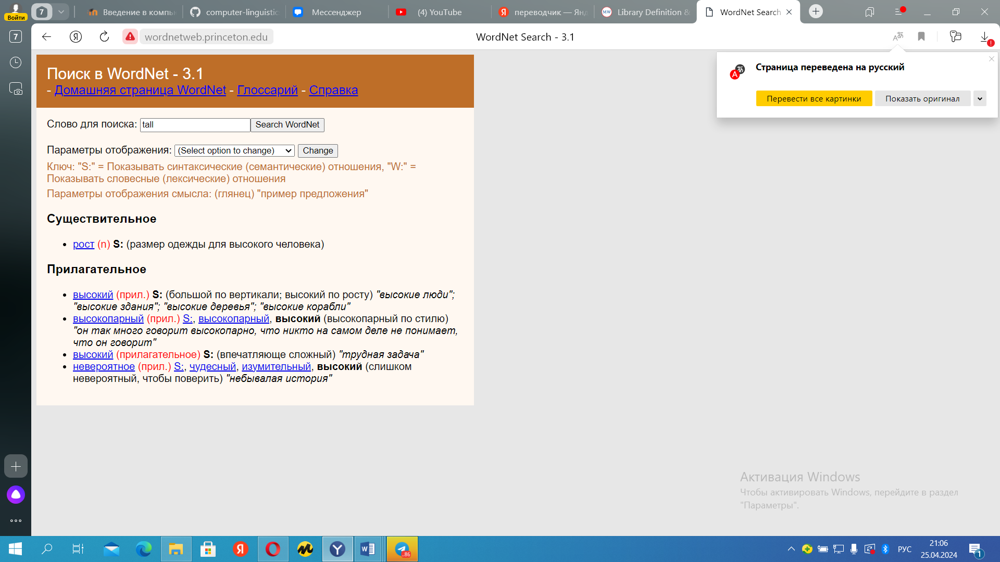 Войти
7
Введение в компь
computer-linguistic
Мессенджер
(4) YouTube
Я
переводчик — Янд
MW
Library Definition &
WordNet Search
7
Я
wordnetweb.princeton.edu
WordNet Search - 3.1
Страница переведена на русский
Перевести все картинки
Показать оригинал
Поиск в WordNet - 3.1
- Домашняя страница WordNet - Глоссарий - Справка
Слово для поиска: tall Search WordNet
Параметры отображения: (Select option to change) Change
Ключ: "S:" = Показывать синтаксические (семантические) отношения, "W:" =
Показывать словесные (лексические) отношения
Параметры отображения смысла: (глянец) "пример предложения"
Существительное
• рост (n) S: (размер одежды для высокого человека)
Прилагательное
• высокий (прил.) S: (большой по вертикали; высокий по росту) "высокие люди";
"высокие здания"; "высокие деревья"; "высокие корабли"
• высокопарный (прил.) S:, высокопарный, высокий (высокопарный по стилю)
"он так много говорит высокопарно, что никто на самом деле не понимает,
что он говорит"
• высокий (прилагательное) S: (впечатляюще сложный) "трудная задача"
• невероятное (прил.) S:, чудесный, изумительный, высокий (слишком
невероятный, чтобы поверить) "небывалая история"
Активация Windows
Чтобы активировать Windows, перейдите в раздел
"Параметры".
Я
..86
РУС
21:06
25.04.2024
1